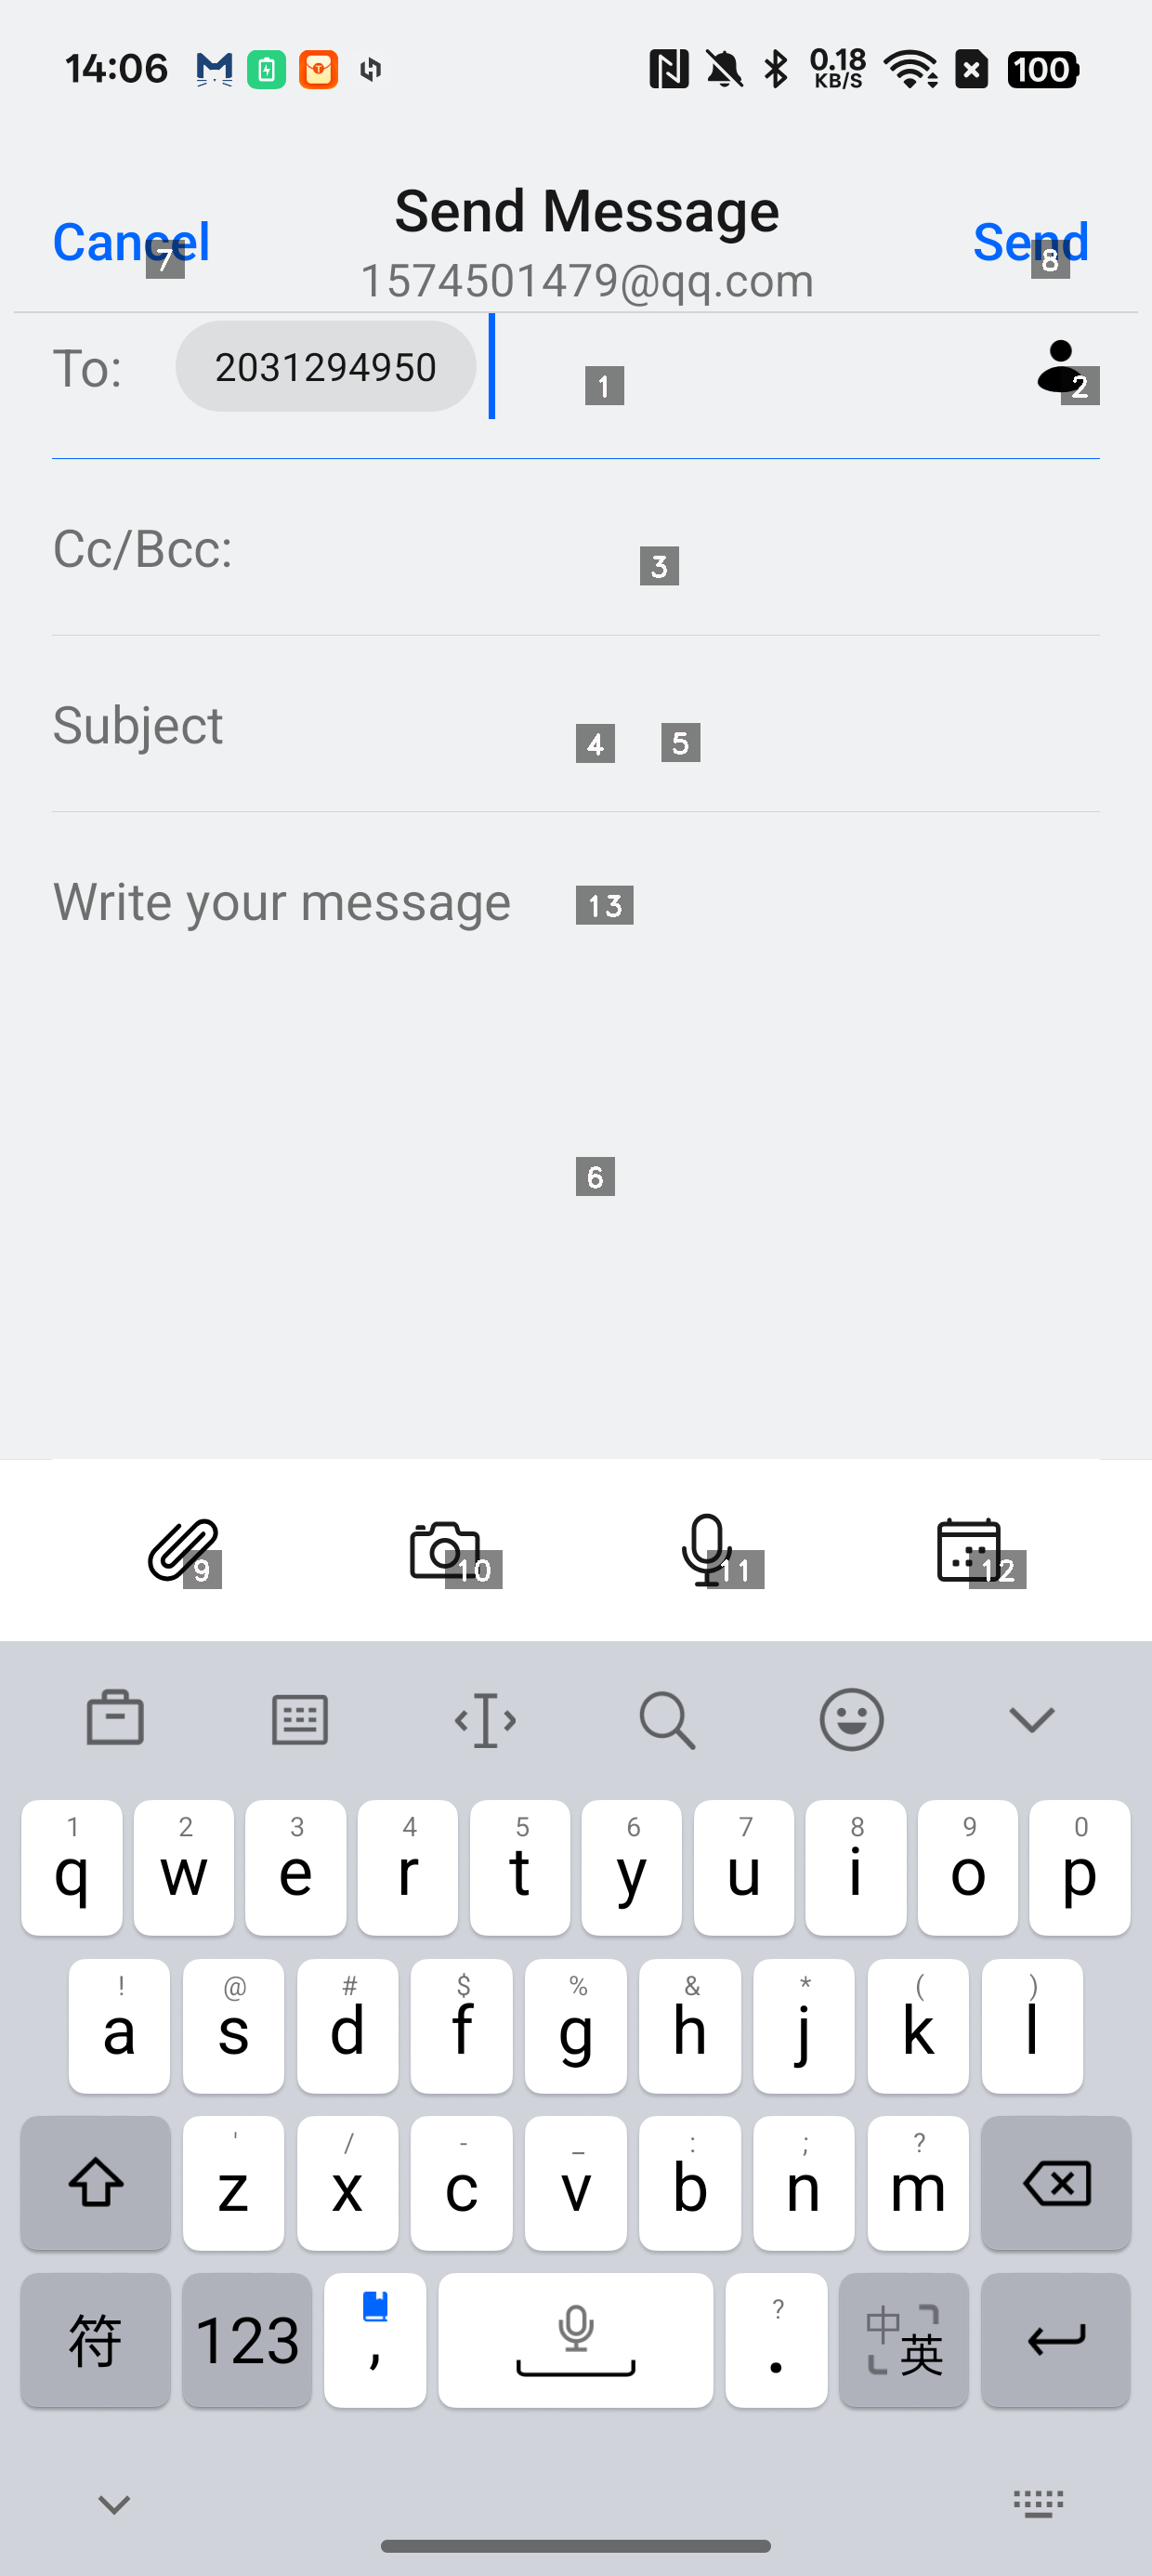 14:06 0.18 KB/S 100
Send Message
Cancel 7 Send 8
1574501479@qq.com
To: 2031294950 1 2
Cc/Bcc: 3
Subject 4 5
Write your message 13
6
9 10 11 12
1 2 3 4 5 6 7 8 9 0
q w e r t y u i o p
! @ # $ % & * ( )
a s d f g h j k l
' / - _ : ; ?
z x c v b n m
符 123 , ? . 中 英